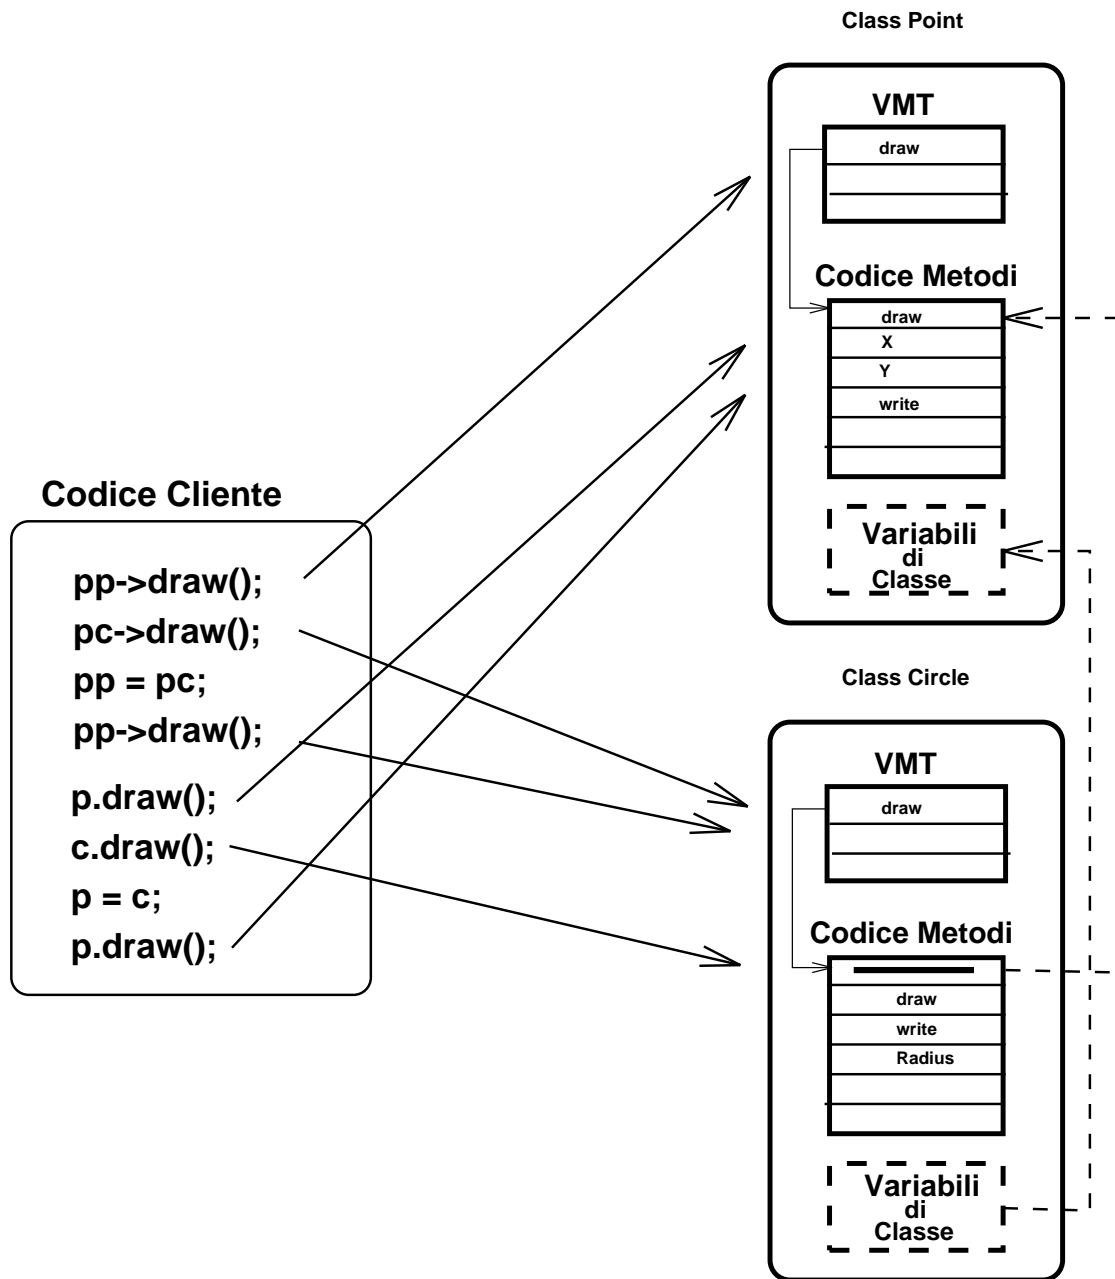 Class Point
VMT
draw
Codice Metodi
draw
X
Y
write
Variabili
di
Classe
Codice Cliente
pp->draw();
pc->draw();
pp = pc;
pp->draw();
p.draw();
c.draw();
p = c;
p.draw();
Class Circle
VMT
draw
Codice Metodi
draw
write
Radius
Variabili
di
Classe